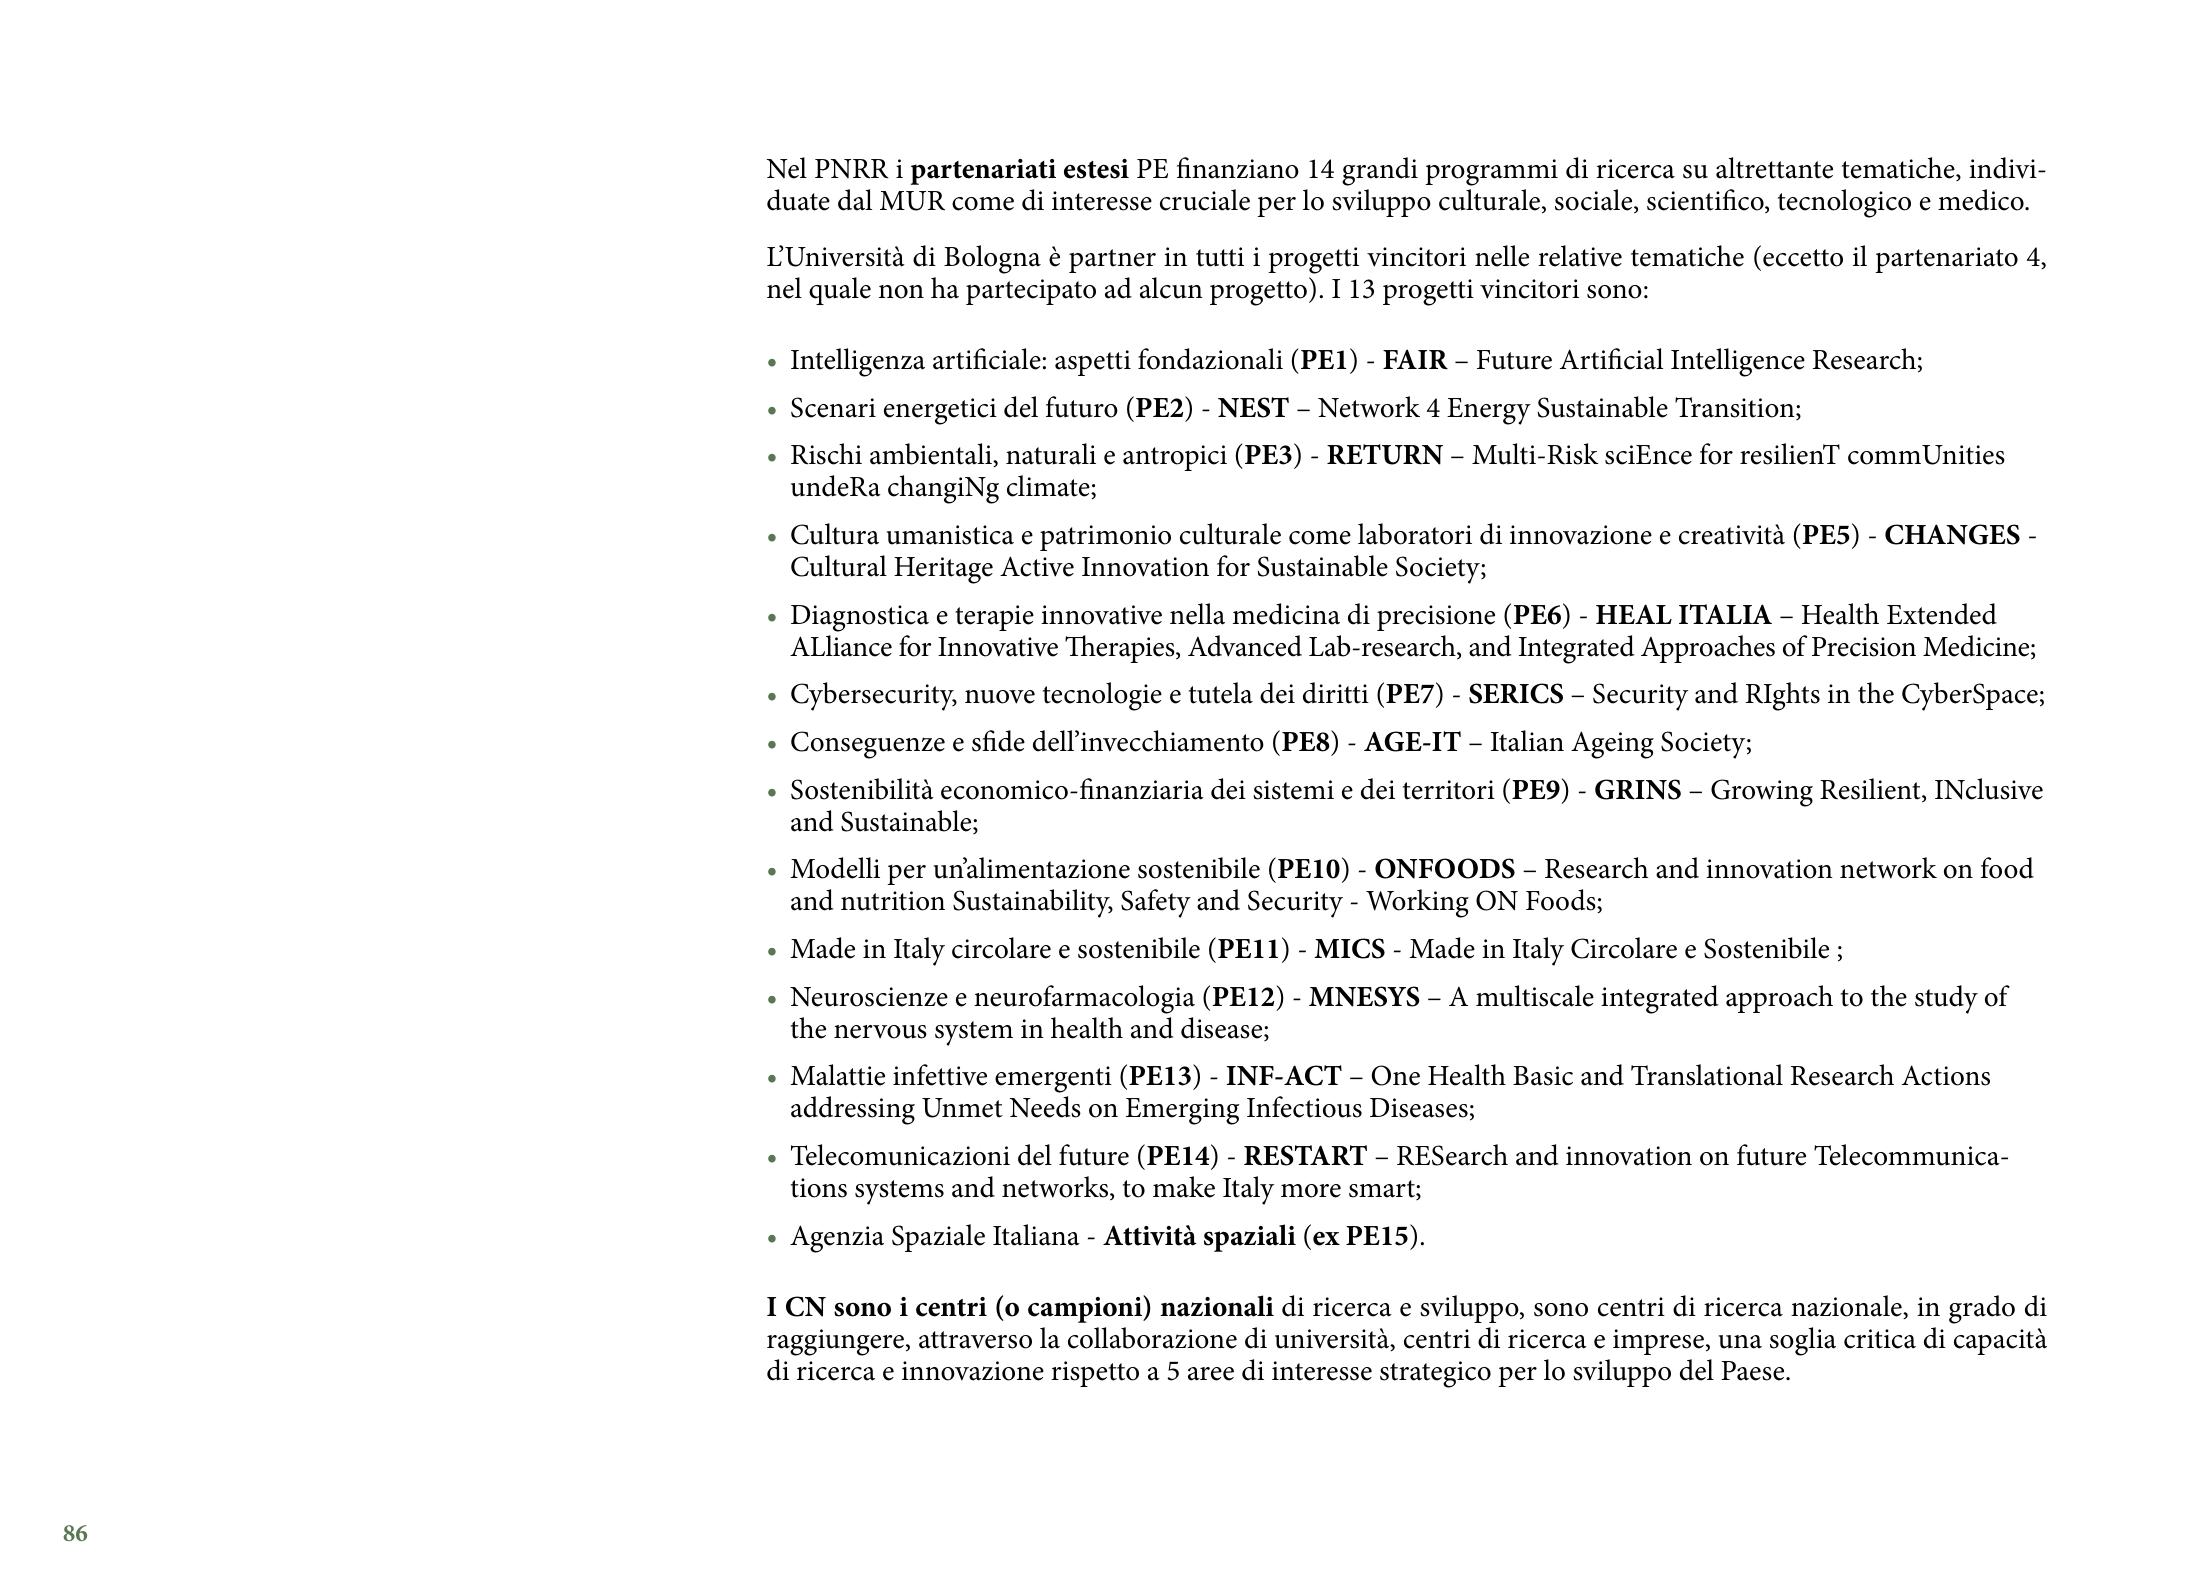 Nel PNRR i partenariati estesi PE finanziano 14 grandi programmi di ricerca su altrettante tematiche, indivi-
duate dal MUR come di interesse cruciale per lo sviluppo culturale, sociale, scientifico, tecnologico e medico.
L’Università di Bologna è partner in tutti i progetti vincitori nelle relative tematiche (eccetto il partenariato 4,
nel quale non ha partecipato ad alcun progetto). I 13 progetti vincitori sono:
• Intelligenza artificiale: aspetti fondazionali (PE1) - FAIR – Future Artificial Intelligence Research;
• Scenari energetici del futuro (PE2) - NEST – Network 4 Energy Sustainable Transition;
• Rischi ambientali, naturali e antropici (PE3) - RETURN – Multi-Risk sciEnce for resilienT commUnities
undeRa changiNg climate;
• Cultura umanistica e patrimonio culturale come laboratori di innovazione e creatività (PE5) - CHANGES -
Cultural Heritage Active Innovation for Sustainable Society;
• Diagnostica e terapie innovative nella medicina di precisione (PE6) - HEAL ITALIA – Health Extended
ALliance for Innovative Therapies, Advanced Lab-research, and Integrated Approaches of Precision Medicine;
• Cybersecurity, nuove tecnologie e tutela dei diritti (PE7) - SERICS – Security and RIghts in the CyberSpace;
• Conseguenze e sfide dell’invecchiamento (PE8) - AGE-IT – Italian Ageing Society;
• Sostenibilità economico-finanziaria dei sistemi e dei territori (PE9) - GRINS – Growing Resilient, INclusive
and Sustainable;
• Modelli per un’alimentazione sostenibile (PE10) - ONFOODS – Research and innovation network on food
and nutrition Sustainability, Safety and Security - Working ON Foods;
• Made in Italy circolare e sostenibile (PE11) - MICS - Made in Italy Circolare e Sostenibile ;
• Neuroscienze e neurofarmacologia (PE12) - MNESYS – A multiscale integrated approach to the study of
the nervous system in health and disease;
• Malattie infettive emergenti (PE13) - INF-ACT – One Health Basic and Translational Research Actions
addressing Unmet Needs on Emerging Infectious Diseases;
• Telecomunicazioni del future (PE14) - RESTART – RESearch and innovation on future Telecommunica-
tions systems and networks, to make Italy more smart;
• Agenzia Spaziale Italiana - Attività spaziali (ex PE15).
I CN sono i centri (o campioni) nazionali di ricerca e sviluppo, sono centri di ricerca nazionale, in grado di
raggiungere, attraverso la collaborazione di università, centri di ricerca e imprese, una soglia critica di capacità
di ricerca e innovazione rispetto a 5 aree di interesse strategico per lo sviluppo del Paese.
86